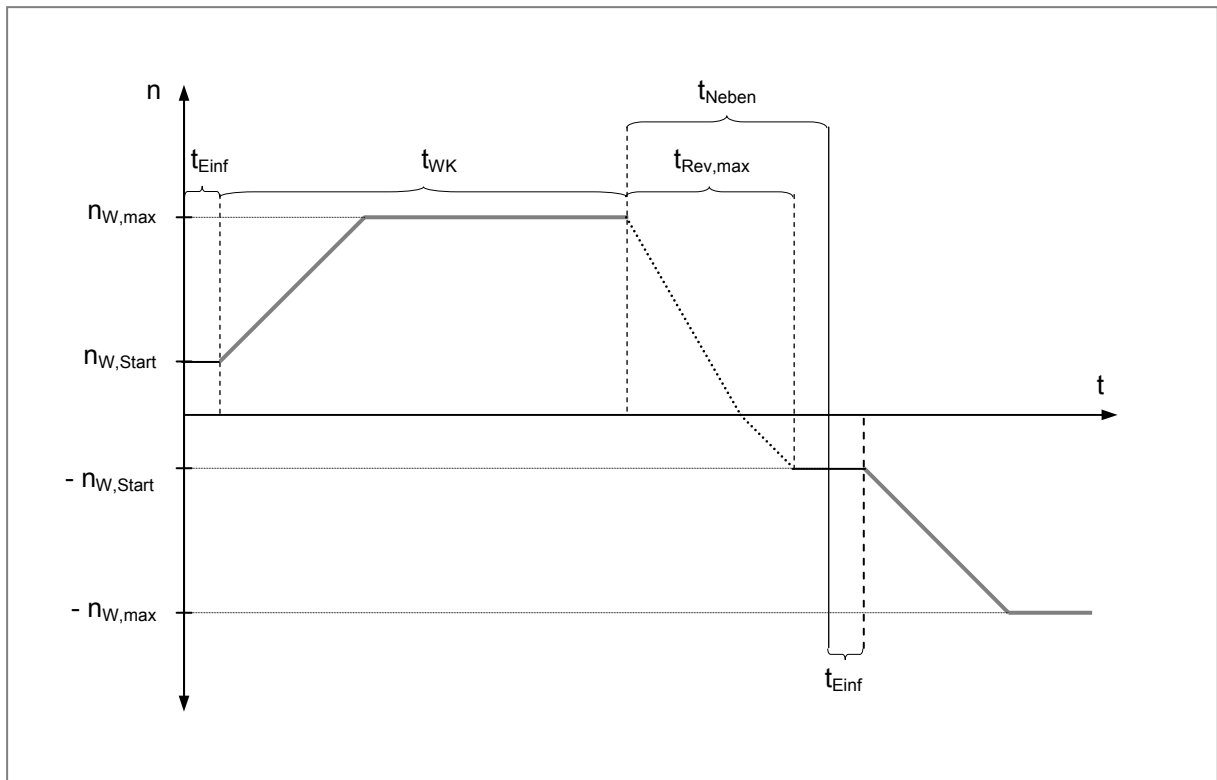 n
t_Neben
t_Einf
t_WK
t_Rev,max
n_W,max
n_W,Start
t
- n_W,Start
- n_W,max
t_Einf